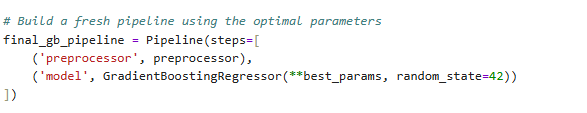 # Build a fresh pipeline using the optimal parameters
final_gb_pipeline = Pipeline(steps=[
    ('preprocessor', preprocessor),
    ('model', GradientBoostingRegressor(**best_params, random_state=42))
])